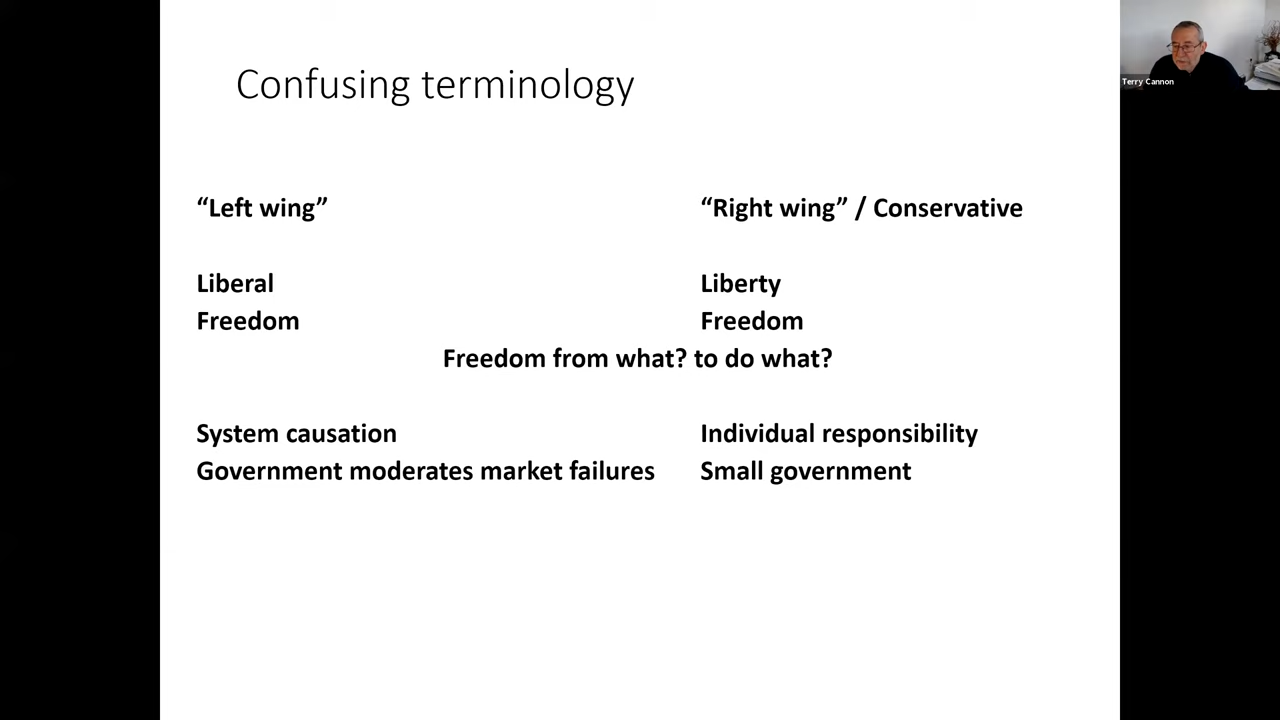 Confusing terminology
Terry Cannon
“Left wing”
“Right wing” / Conservative
Liberal
Liberty
Freedom
Freedom
Freedom from what? to do what?
System causation
Individual responsibility
Government moderates market failures
Small government